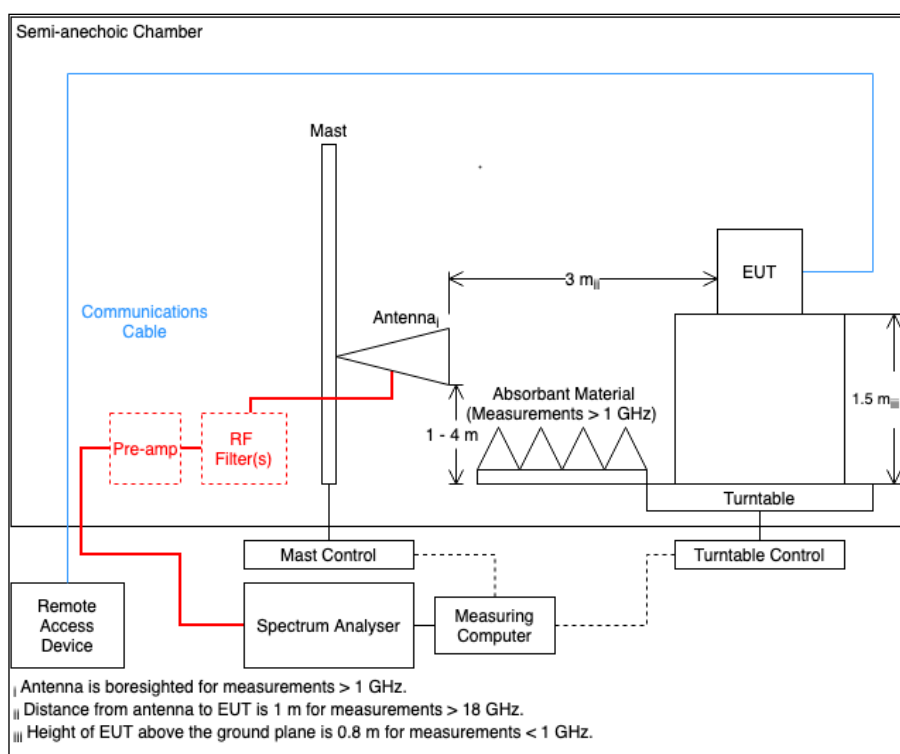 Semi-anechoic Chamber
Mast
EUT
3 mii
Communications
Cable
Antennai
Absorbant Material
(Measurements > 1 GHz)
1.5 miii
1 - 4 m
Pre-amp
RF
Filter(s)
Turntable
Mast Control
Turntable Control
Remote
Access
Device
Spectrum Analyser
Measuring
Computer
i Antenna is boresighted for measurements > 1 GHz.
ii Distance from antenna to EUT is 1 m for measurements > 18 GHz.
iii Height of EUT above the ground plane is 0.8 m for measurements < 1 GHz.